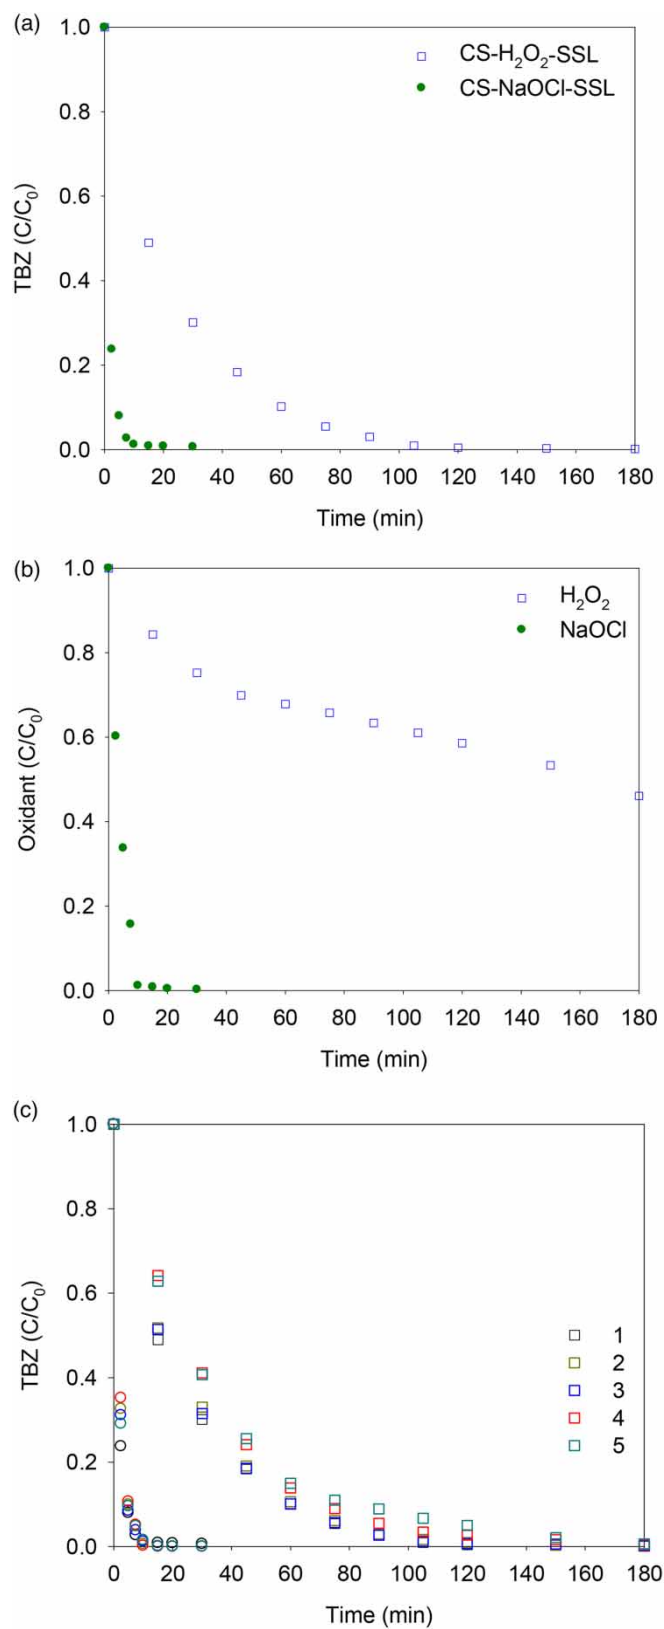 (a)
1.0
CS-H₂O₂-SSL
CS-NaOCl-SSL
0.8
0.6
TBZ (C/C₀)
0.4
0.2
0.0
0 20 40 60 80 100 120 140 160 180
Time (min)
(b)
1.0
H₂O₂
NaOCl
0.8
0.6
Oxidant (C/C₀)
0.4
0.2
0.0
0 20 40 60 80 100 120 140 160 180
Time (min)
(c)
1.0
0.8
0.6
TBZ (C/C₀)
1
2
3
4
5
0.4
0.2
0.0
0 20 40 60 80 100 120 140 160 180
Time (min)